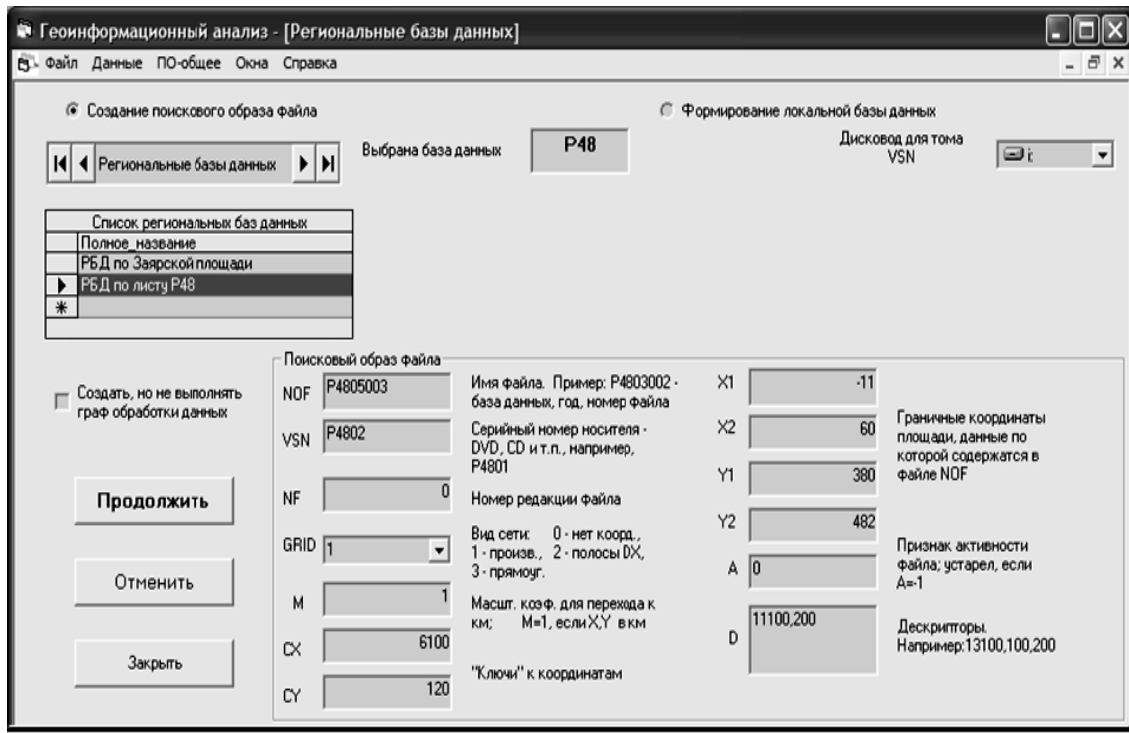 Геоинформационный анализ - [Региональные базы данных]
Файл Данные ПО-общее Окна Справка
Создание поискового образа файла
Формирование локальной базы данных
Региональные базы данных
Выбрана база данных
P48
Дисковод для тома
VSN
i:
Список региональных баз данных
Полное_название
РБД по Заярской площади
РБД по листу P48
Создать, но не выполнять
граф обработки данных
Продолжить
Отменить
Закрыть
Поисковый образ файла
NOF P4805003
Имя файла. Пример: P4803002 -
база данных, год, номер файла
VSN P4802
Серийный номер носителя -
DVD, CD и т.п., например,
P4801
NF 0
Номер редакции файла
GRID 1
Вид сети: 0 - нет коорд.,
1 - произв., 2 - полосы DX,
3 - прямоуг.
M 1
Масшт. коэф. для перехода к
км; M=1, если X,Y в км
CX 6100
"Ключи" к координатам
CY 120
X1 -11
X2 60
Y1 380
Y2 482
Граничные координаты
площади, данные по
которой содержатся в
файле NOF
A 0
Признак активности
файла; устарел, если
A=-1
D 11100,200
Дескрипторы.
Например:13100,100,200